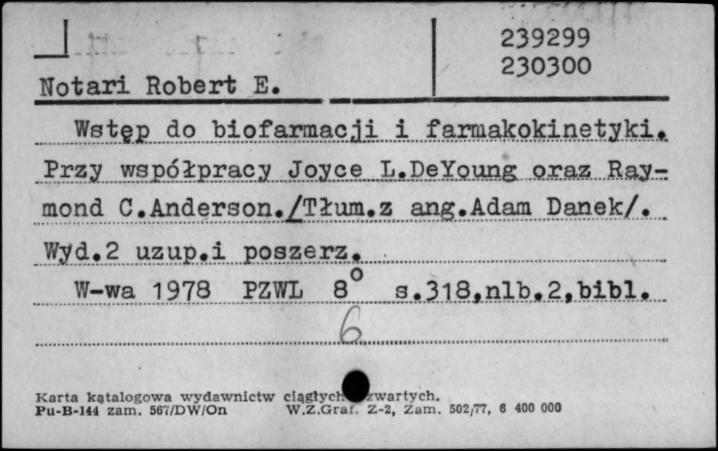 239299
230300
Notari Robert E.
Wstęp do biofarmacji i farmakokinetyki.
Przy współpracy Joyce L.DeYoung oraz Ray-
mond C.Anderson./Tłum.z ang.Adam Danek/.
Wyd.2 uzup.i poszerz.
W-wa 1978 PZWL 8° s.318,nlb.2,bibl.
6
Karta katalogowa wydawnictw ciągłych zwartych.
Pu-B-144 zam. 567/DW/On W.Z.Graf. Z-2, Zam. 502/77, 6 400 000